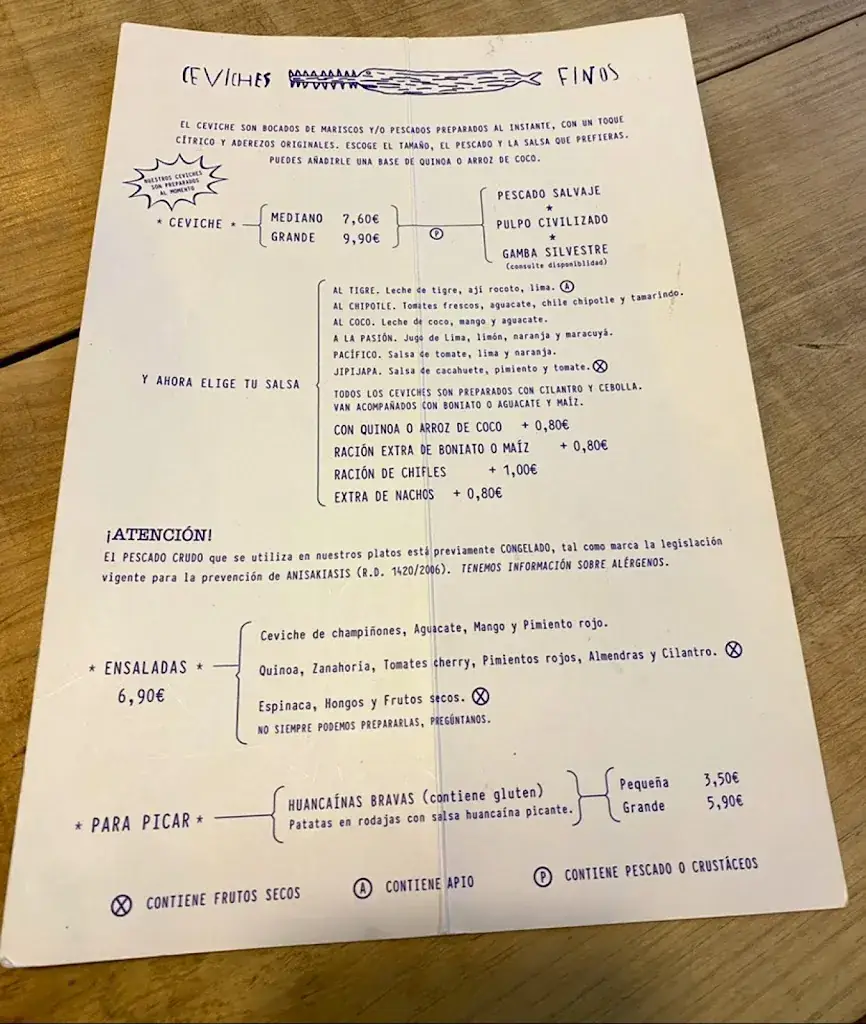 CEVICHES FINOS
EL CEVICHE SON BOCADOS DE MARISCOS Y/O PESCADOS PREPARADOS AL INSTANTE, CON UN TOQUE
CÍTRICO Y ADEREZOS ORIGINALES. ESCOGE EL TAMAÑO, EL PESCADO Y LA SALSA QUE PREFIERAS.
PUEDES AÑADIRLE UNA BASE DE QUINOA O ARROZ DE COCO.
NUESTROS CEVICHES
SON PREPARADOS
AL MOMENTO
* CEVICHE *
MEDIANO 7,60€
GRANDE 9,90€
P
PESCADO SALVAJE
*
PULPO CIVILIZADO
*
GAMBA SILVESTRE
(consulte disponiblidad)
Y AHORA ELIGE TU SALSA
AL TIGRE. Leche de tigre, ají rocoto, lima. A
AL CHIPOTLE. Tomates frescos, aguacate, chile chipotle y tamarindo.
AL COCO. Leche de coco, mango y aguacate.
A LA PASIÓN. Jugo de Lima, limón, naranja y maracuyá.
PACÍFICO. Salsa de tomate, lima y naranja.
JIPIJAPA. Salsa de cacahuete, pimiento y tomate. X
TODOS LOS CEVICHES SON PREPARADOS CON CILANTRO Y CEBOLLA.
VAN ACOMPAÑADOS CON BONIATO O AGUACATE Y MAÍZ.
CON QUINOA O ARROZ DE COCO + 0,80€
RACIÓN EXTRA DE BONIATO O MAÍZ + 0,80€
RACIÓN DE CHIFLES + 1,00€
EXTRA DE NACHOS + 0,80€
¡ATENCIÓN!
El PESCADO CRUDO que se utiliza en nuestros platos está previamente CONGELADO, tal como marca la legislación
vigente para la prevención de ANISAKIASIS (R.D. 1420/2006). TENEMOS INFORMACIÓN SOBRE ALÉRGENOS.
* ENSALADAS *
6,90€
Ceviche de champiñones, Aguacate, Mango y Pimiento rojo.
Quinoa, Zanahoria, Tomates cherry, Pimientos rojos, Almendras y Cilantro. X
Espinaca, Hongos y Frutos secos. X
NO SIEMPRE PODEMOS PREPARARLAS, PREGÚNTANOS.
* PARA PICAR *
HUANCAÍNAS BRAVAS (contiene gluten)
Patatas en rodajas con salsa huancaína picante.
Pequeña 3,50€
Grande 5,90€
X CONTIENE FRUTOS SECOS
A CONTIENE APIO
P CONTIENE PESCADO O CRUSTÁCEOS